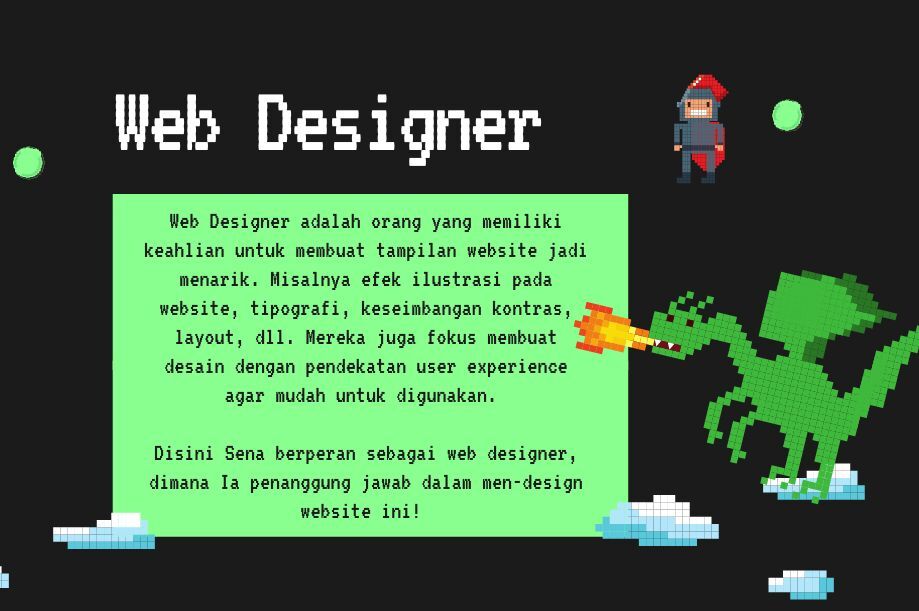 Web Designer
Web Designer adalah orang yang memiliki
keahlian untuk membuat tampilan website jadi
menarik. Misalnya efek ilustrasi pada
website, tipografi, keseimbangan kontras,
layout, dll. Mereka juga fokus membuat
desain dengan pendekatan user experience
agar mudah untuk digunakan.
Disini Sena berperan sebagai web designer,
dimana Ia penanggung jawab dalam men-design
website ini!